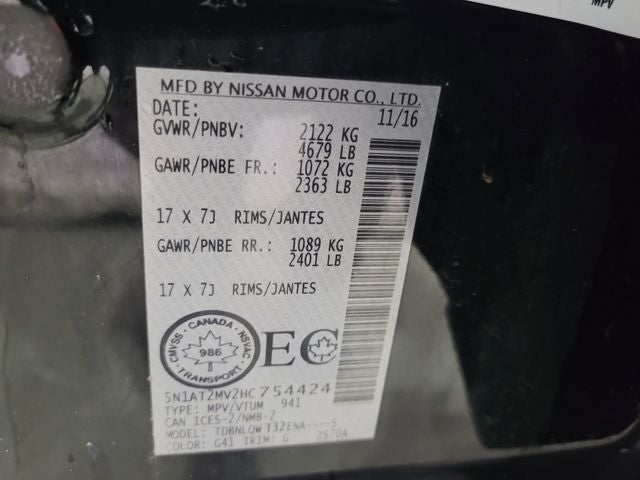 MPV
MFD BY NISSAN MOTOR CO., LTD.
DATE: 11/16
GVWR/PNBV: 2122 KG
4679 LB
GAWR/PNBE FR.: 1072 KG
2363 LB
17 X 7J RIMS/JANTES
GAWR/PNBE RR.: 1089 KG
2401 LB
17 X 7J RIMS/JANTES
CMVSS - CANADA - NSVAC
986
TRANSPORT
EC
5N1AT2MV2HC754424
TYPE: MPV/VTUM 941
CAN ICES-2/NMB-2
MODEL: TDBNLQW T32ENA----S
COLOR: G41 TRIM: G 2570A